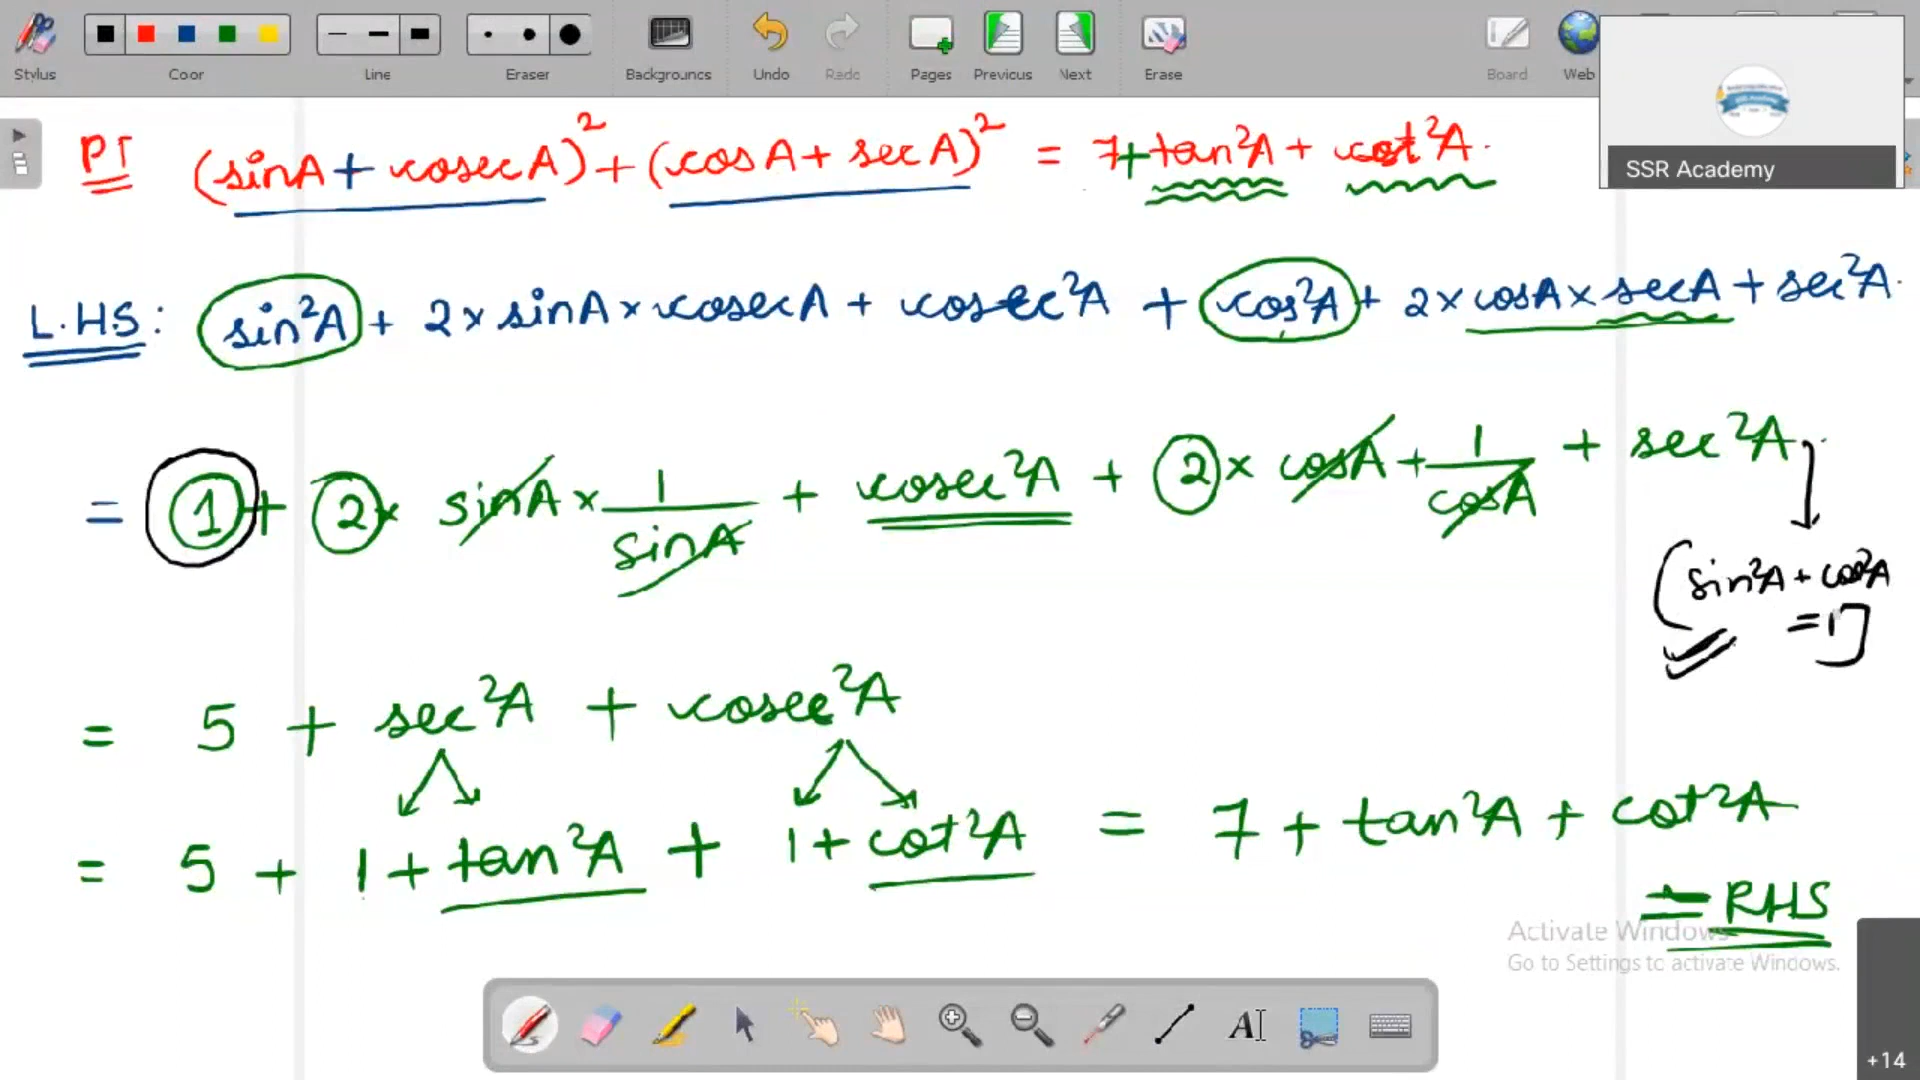 Stylus
Color
Line
Eraser
Backgrounds
Undo
Redo
Pages
Previous
Next
Erase
Board
Web
SSR Academy
PT (sinA + cosecA)² + (cosA + secA)² = 7 + tan²A + cot²A.
L.HS: sin²A + 2 × sinA × cosecA + cosec²A + cos²A + 2 × cosA × secA + sec²A.
= 1 + 2 × sinA × 1/sinA + cosec²A + 2 × cosA + 1/cosA + sec²A.
(sin²A + cos²A
= 1]
= 5 + sec²A + cosec²A
= 5 + 1 + tan²A + 1 + cot²A = 7 + tan²A + cot²A
= RHS
Activate Windows
Go to Settings to activate Windows.
+14